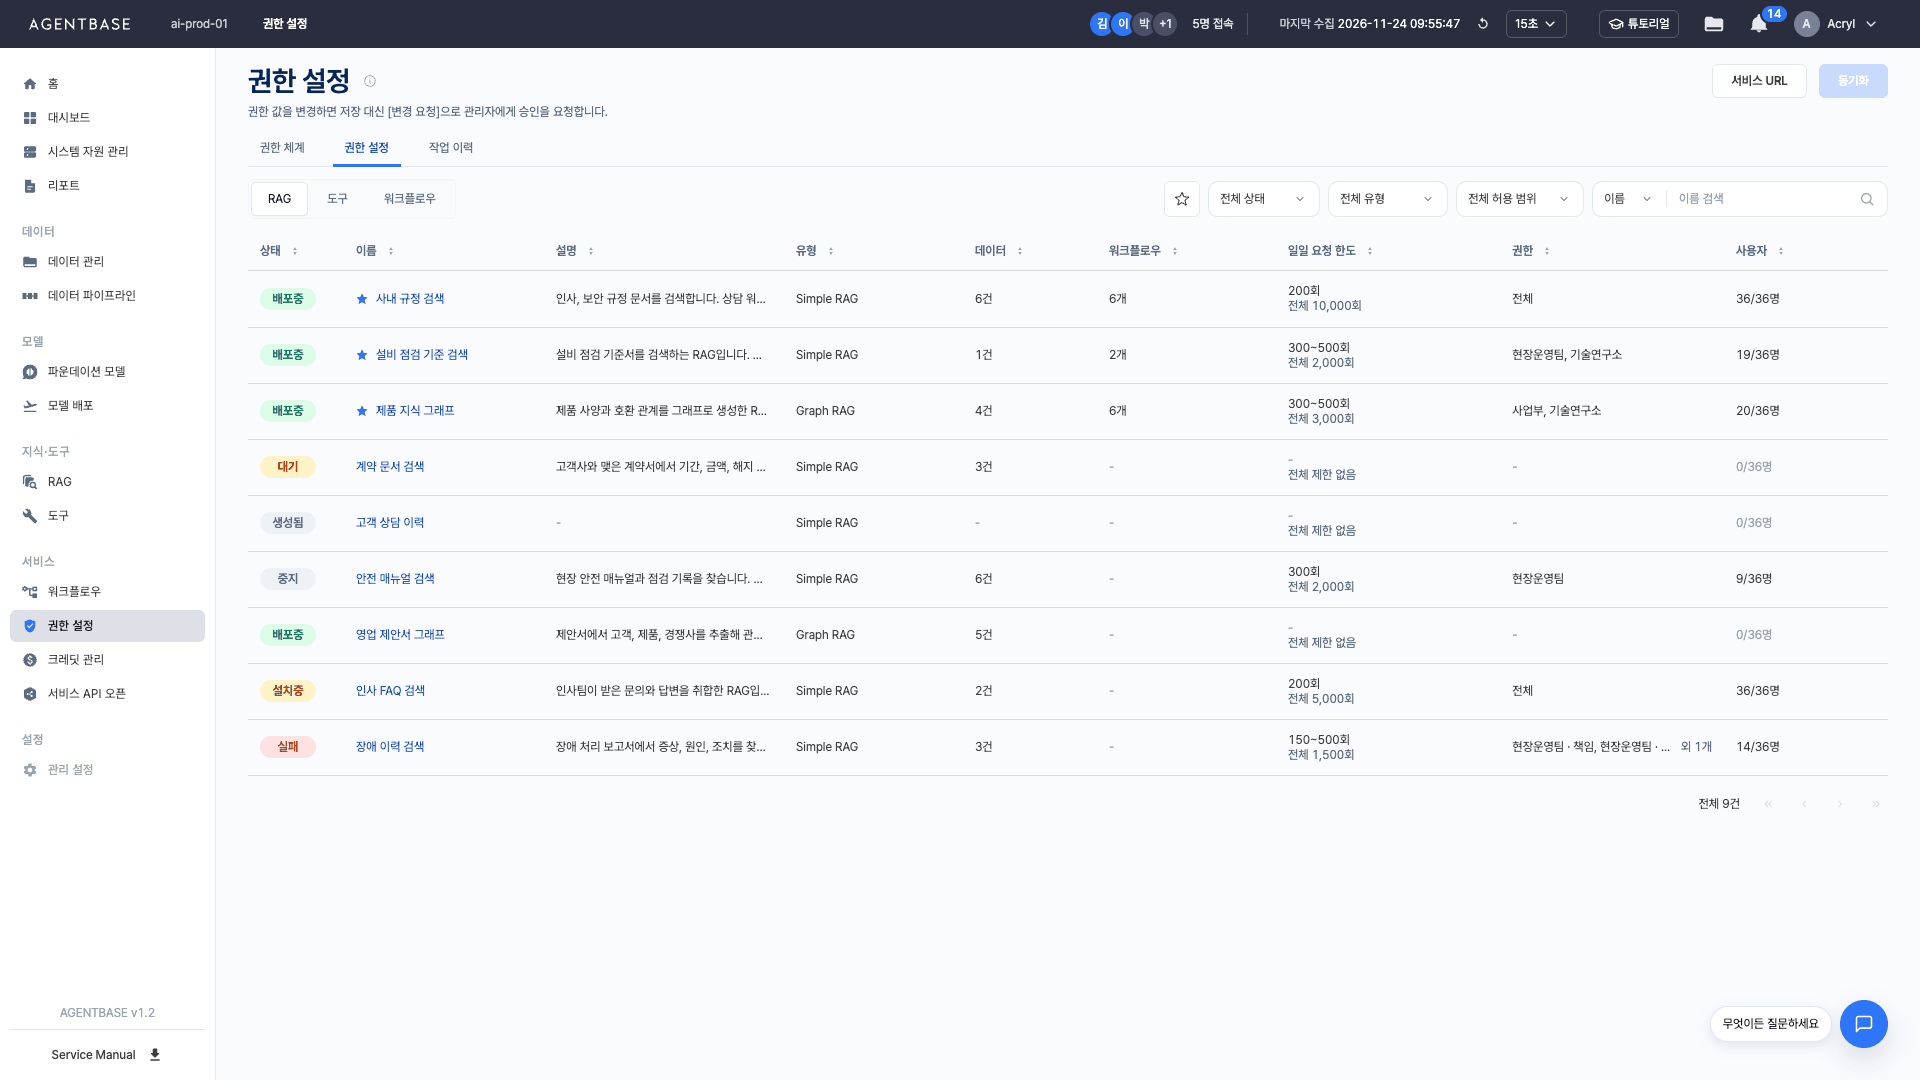 AGENTBASE
ai-prod-01
권한 설정
김 이 박 +1 5명 접속
마지막 수집 2026-11-24 09:55:47
15초
튜토리얼
14
A Acryl
홈
대시보드
시스템 자원 관리
리포트
데이터
데이터 관리
데이터 파이프라인
모델
파운데이션 모델
모델 배포
지식·도구
RAG
도구
서비스
워크플로우
권한 설정
크레딧 관리
서비스 API 오픈
설정
관리 설정
AGENTBASE v1.2
Service Manual
권한 설정
권한 값을 변경하면 저장 대신 [변경 요청]으로 관리자에게 승인을 요청합니다.
서비스 URL
동기화
권한 체계 권한 설정 작업 이력
RAG 도구 워크플로우
전체 상태 전체 유형 전체 허용 범위 이름 이름 검색
상태 이름 설명 유형 데이터 워크플로우 일일 요청 한도 권한 사용자
배포중 사내 규정 검색 인사, 보안 규정 문서를 검색합니다. 상담 워... Simple RAG 6건 6개 200회 전체 36/36명
전체 10,000회
배포중 설비 점검 기준 검색 설비 점검 기준서를 검색하는 RAG입니다. ... Simple RAG 1건 2개 300~500회 현장운영팀, 기술연구소 19/36명
전체 2,000회
배포중 제품 지식 그래프 제품 사양과 호환 관계를 그래프로 생성한 R... Graph RAG 4건 6개 300~500회 사업부, 기술연구소 20/36명
전체 3,000회
대기 계약 문서 검색 고객사와 맺은 계약서에서 기간, 금액, 해지 ... Simple RAG 3건 - - - 0/36명
전체 제한 없음
생성됨 고객 상담 이력 - Simple RAG - - - - 0/36명
전체 제한 없음
중지 안전 매뉴얼 검색 현장 안전 매뉴얼과 점검 기록을 찾습니다. ... Simple RAG 6건 - 300회 현장운영팀 9/36명
전체 2,000회
배포중 영업 제안서 그래프 제안서에서 고객, 제품, 경쟁사를 추출해 관... Graph RAG 5건 - - - 0/36명
전체 제한 없음
설치중 인사 FAQ 검색 인사팀이 받은 문의와 답변을 취합한 RAG입... Simple RAG 2건 - 200회 전체 36/36명
전체 5,000회
실패 장애 이력 검색 장애 처리 보고서에서 증상, 원인, 조치를 찾... Simple RAG 3건 - 150~500회 현장운영팀 · 책임, 현장운영팀 · ... 외 1개 14/36명
전체 1,500회
전체 9건
무엇이든 질문하세요